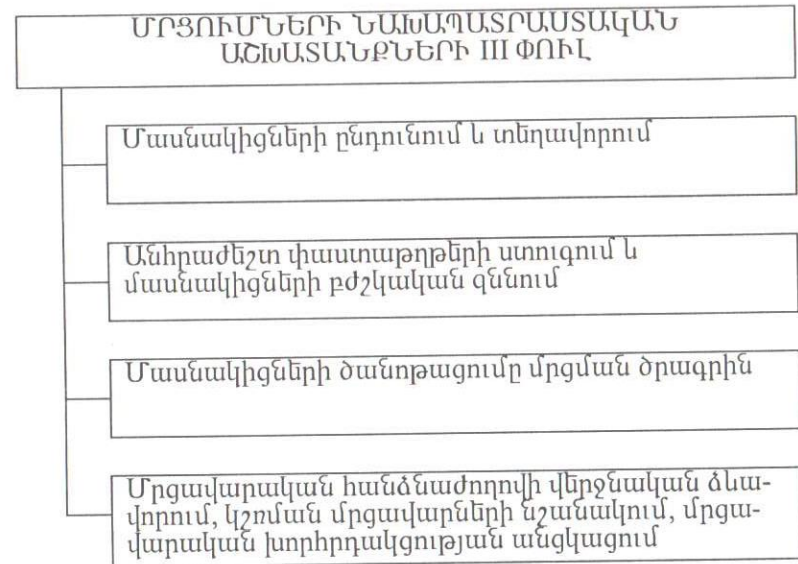 ՄՐՑՈՒՄՆԵՐԻ ՆԱԽԱՊԱՏՐԱՍՏԱԿԱՆ
ԱՇԽԱՏԱՆՔՆԵՐԻ III ՓՈՒԼ
Մասնակիցների ընդունում և տեղավորում
Անհրաժեշտ փաստաթղթերի ստուգում և
մասնակիցների բժշկական զննում
Մասնակիցների ծանոթացումը մրցման ծրագրին
Մրցավարական հանձնաժողովի վերջնական ձևա-
վորում, կշռման մրցավարների նշանակում, մրցա-
վարական խորհրդակցության անցկացում